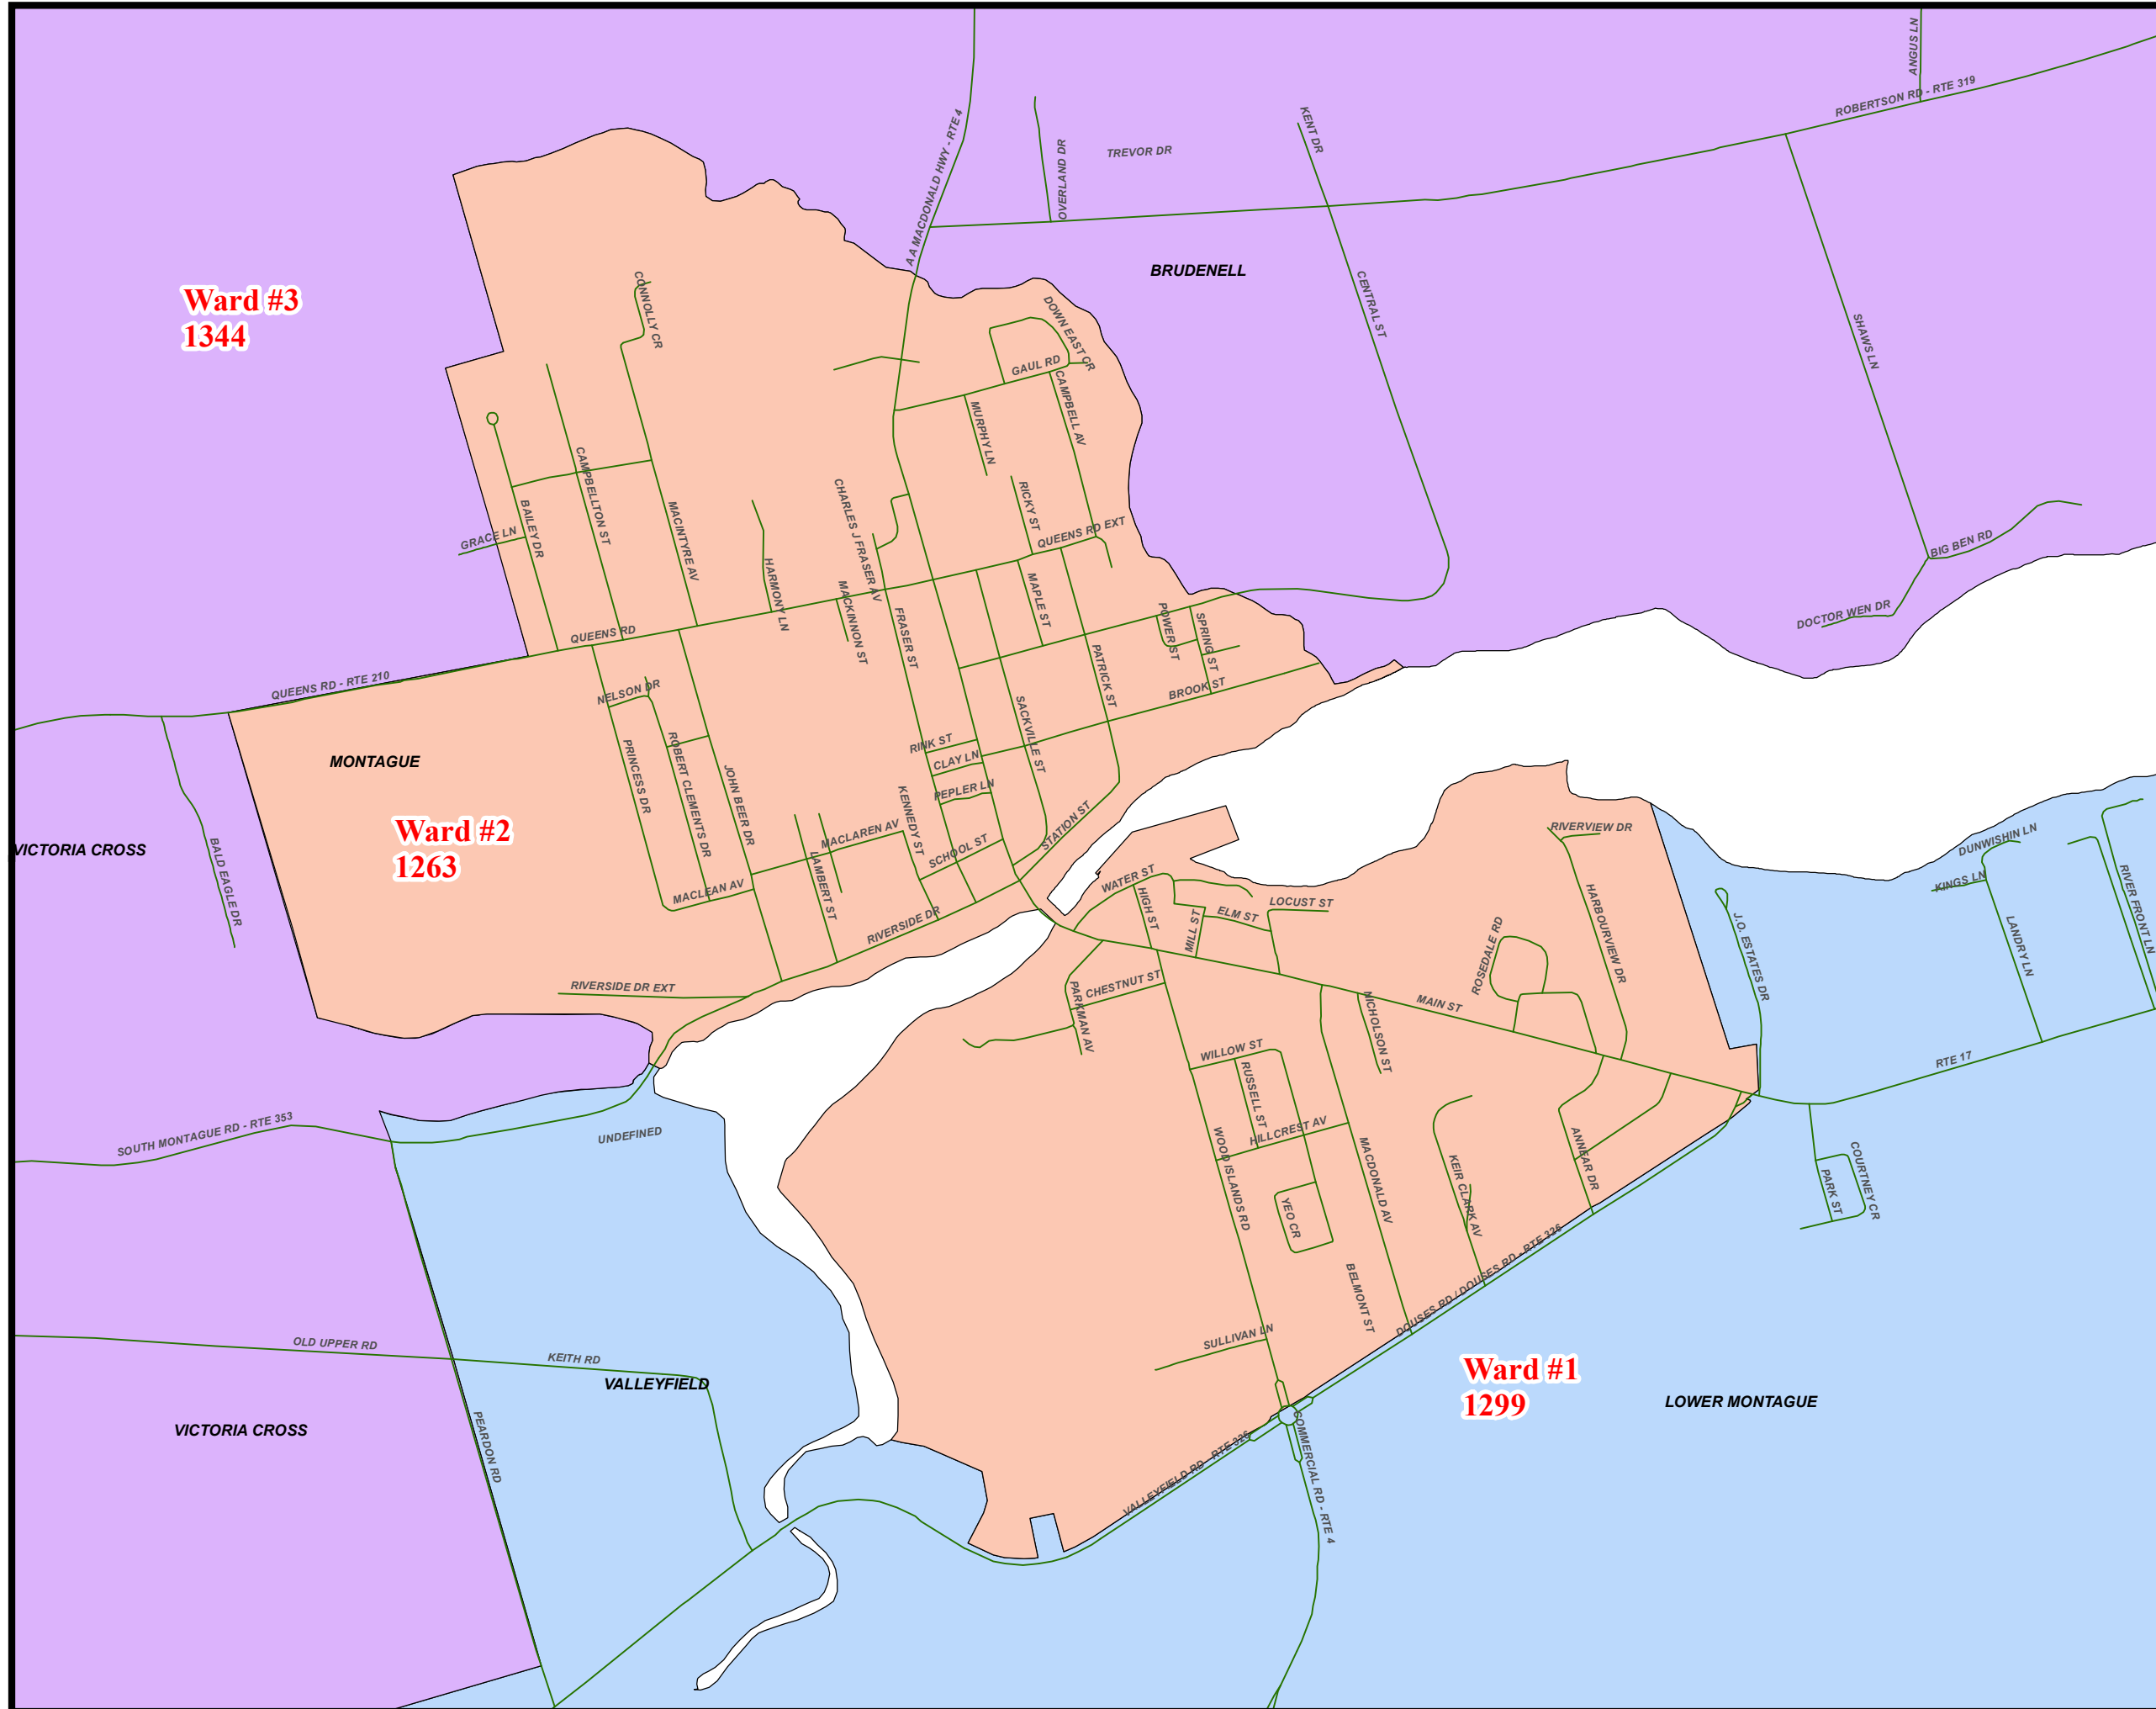 ANGUS LN
ROBERTSON RD - RTE 319
A A MACDONALD HWY - RTE 4
OVERLAND DR
TREVOR DR
KENT DR
BRUDENELL
CENTRAL ST
SHAWS LN
Ward #3
1344
CONNOLLY CR
DOWN EAST CR
GAUL RD
CAMPBELL AV
MURPHY LN
CAMPBELLTON ST
BAILEY DR
GRACE LN
MACINTYRE AV
CHARLES J FRASER AV
RICKY ST
QUEENS RD EXT
HARMONY LN
MACKINNON ST
FRASER ST
MAPLE ST
POWER ST
SPRING ST
BIG BEN RD
DOCTOR WEN DR
QUEENS RD
QUEENS RD - RTE 210
NELSON DR
PATRICK ST
BROOK ST
SACKVILLE ST
RINK ST
CLAY LN
PEPLER LN
MONTAGUE
PRINCESS DR
ROBERT CLEMENTS DR
JOHN BEER DR
KENNEDY ST
Ward #2
1263
VICTORIA CROSS
BALD EAGLE DR
MACLAREN AV
SCHOOL ST
STATION ST
LAMBERT ST
MACLEAN AV
RIVERSIDE DR
RIVERSIDE DR EXT
WATER ST
HIGH ST
MILL ST
ELM ST
LOCUST ST
RIVERVIEW DR
HARBOURVIEW DR
ROSEDALE RD
J.O. ESTATES DR
DUNWISHIN LN
KINGS LN
LANDRY LN
RIVER FRONT LN
CHESTNUT ST
PARKMAN AV
NICHOLSON ST
MAIN ST
RTE 17
WILLOW ST
RUSSELL ST
HILLCREST AV
WOOD ISLANDS RD
MACDONALD AV
KEIR CLARK AV
ANNEAR DR
COURTNEY CR
PARK ST
YEO CR
BELMONT ST
SOUTH MONTAGUE RD - RTE 353
UNDEFINED
DOUSES RD / DOUSES RD - RTE 326
SULLIVAN LN
OLD UPPER RD
KEITH RD
VALLEYFIELD
VICTORIA CROSS
PEARDON RD
Ward #1
1299
LOWER MONTAGUE
VALLEYFIELD RD - RTE 326
COMMERCIAL RD - RTE 4